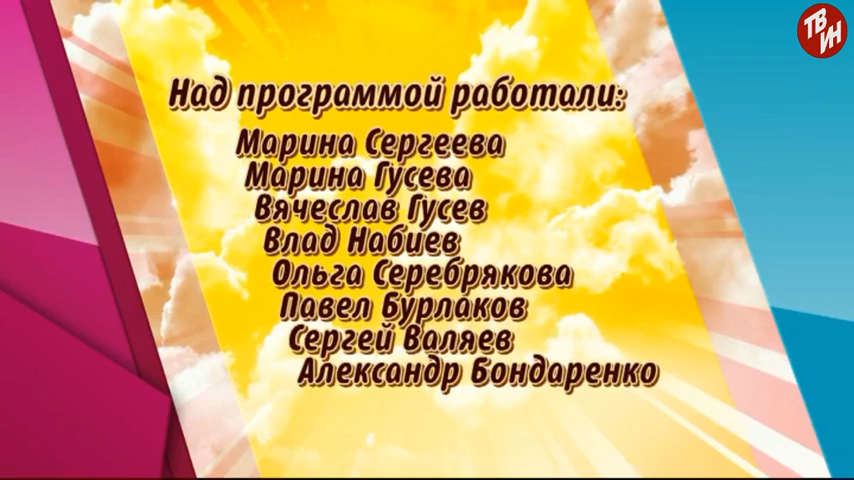 ТВ
ИН
Над программой работали:
Марина Сергеева
Марина Гусева
Вячеслав Гусев
Влад Набиев
Ольга Серебрякова
Павел Бурлаков
Сергей Валяев
Александр Бондаренко